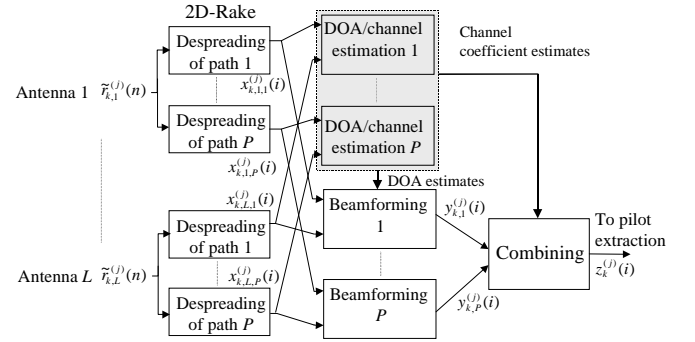 2D-Rake
Despreading
of path 1
DOA/channel
estimation 1
Channel
coefficient estimates
Antenna 1 r̃_{k,1}^{(j)}(n)
x_{k,1,1}^{(j)}(i)
Despreading
of path P
DOA/channel
estimation P
x_{k,1,P}^{(j)}(i)
DOA estimates
x_{k,L,1}^{(j)}(i)
Beamforming
1
y_{k,1}^{(j)}(i)
Despreading
of path 1
Combining
To pilot
extraction
z_k^{(j)}(i)
Antenna L r̃_{k,L}^{(j)}(n)
x_{k,L,P}^{(j)}(i)
Despreading
of path P
Beamforming
P
y_{k,P}^{(j)}(i)